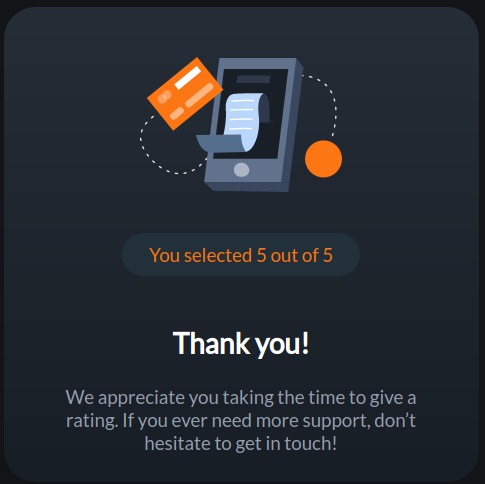 You selected 5 out of 5
Thank you!
We appreciate you taking the time to give a
rating. If you ever need more support, don’t
hesitate to get in touch!